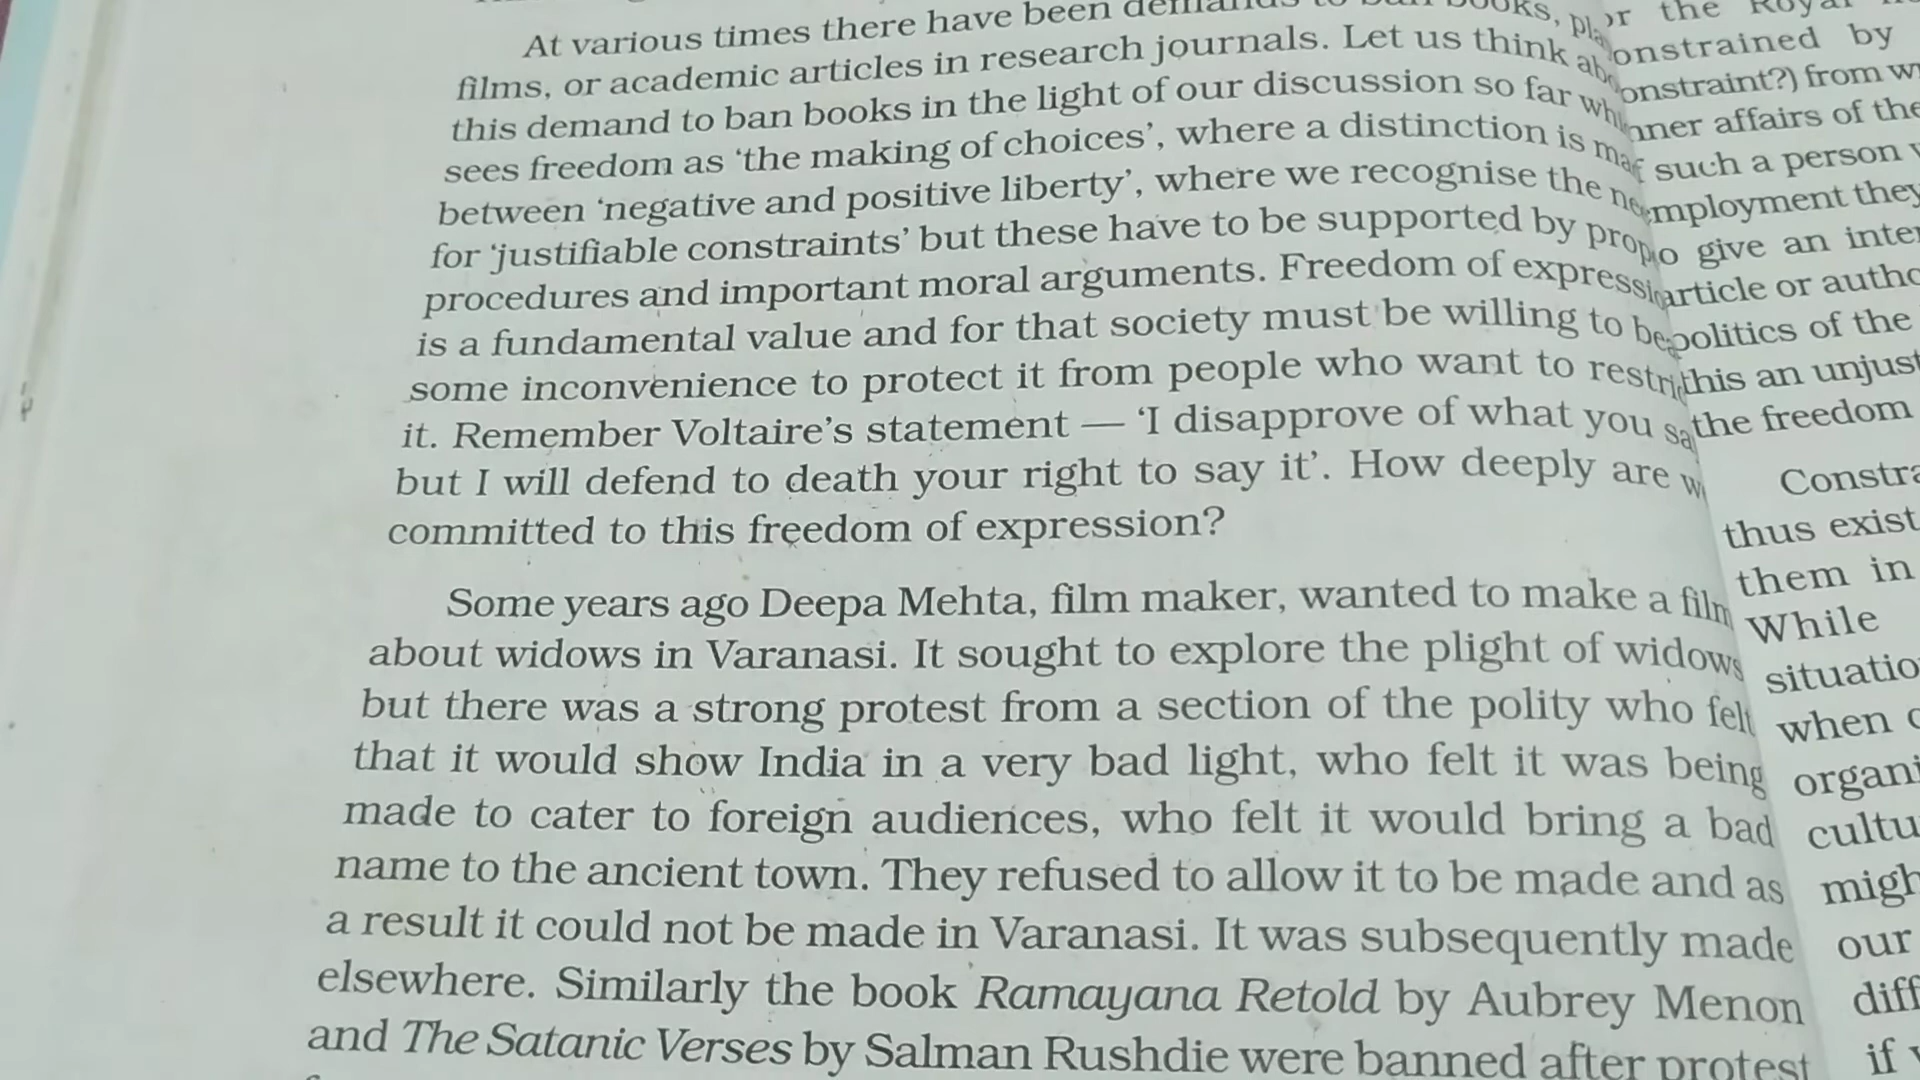 At various times there have been
films, or academic articles in research journals. Let us think
this demand to ban books in the light of our discussion so far
sees freedom as ‘the making of choices’, where a distinction is
between ‘negative and positive liberty’, where we recognise the
for ‘justifiable constraints’ but these have to be supported by
procedures and important moral arguments. Freedom of
is a fundamental value and for that society must be willing to
some inconvenience to protect it from people who want to
it. Remember Voltaire’s statement — ‘I disapprove of what you
but I will defend to death your right to say it’. How deeply are
committed to this freedom of expression?
Some years ago Deepa Mehta, film maker, wanted to make a film
about widows in Varanasi. It sought to explore the plight of widows
but there was a strong protest from a section of the polity who felt
that it would show India in a very bad light, who felt it was being
made to cater to foreign audiences, who felt it would bring a bad
name to the ancient town. They refused to allow it to be made and as
a result it could not be made in Varanasi. It was subsequently made
elsewhere. Similarly the book Ramayana Retold by Aubrey Menon
and The Satanic Verses by Salman Rushdie were banned after protest
the
by
from
affairs of the
such a person
they
give an
article or
politics of the
this an
the freedom
thus exist
them in
While
when
our
if